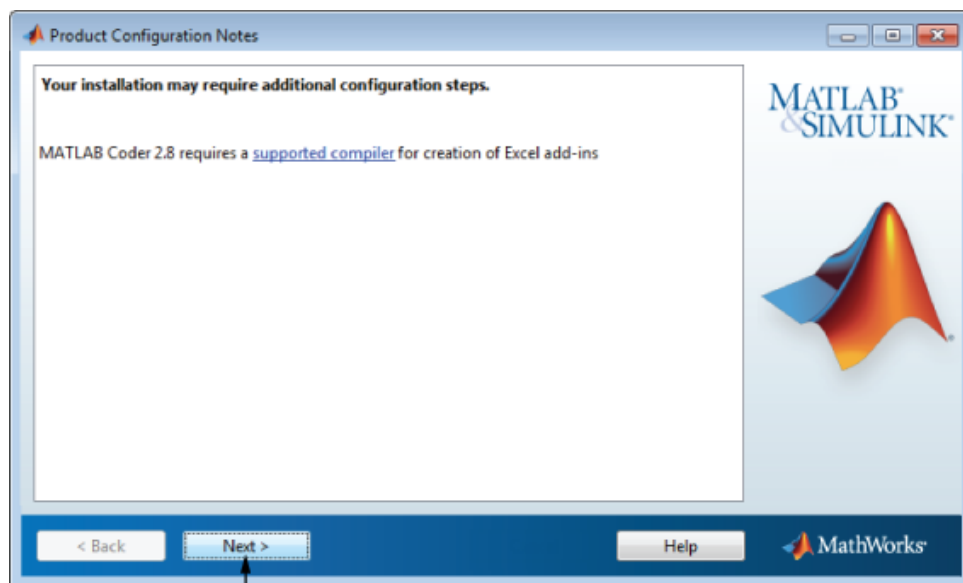 Product Configuration Notes
Your installation may require additional configuration steps.
MATLAB Coder 2.8 requires a supported compiler for creation of Excel add-ins
MATLAB®
&SIMULINK®
< Back
Next >
Help
MathWorks®